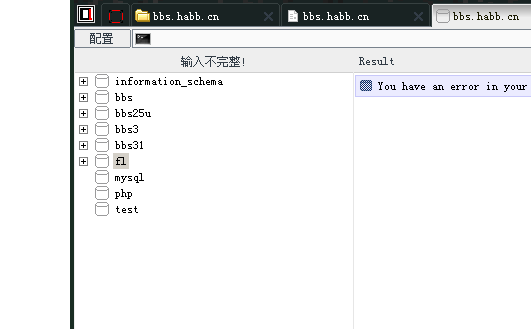 bbs.habb.cn bbs.habb.cn bbs.habb.cn
配置
输入不完整! Result
information_schema
You have an error in your
bbs
bbs25u
bbs3
bbs31
fl
mysql
php
test